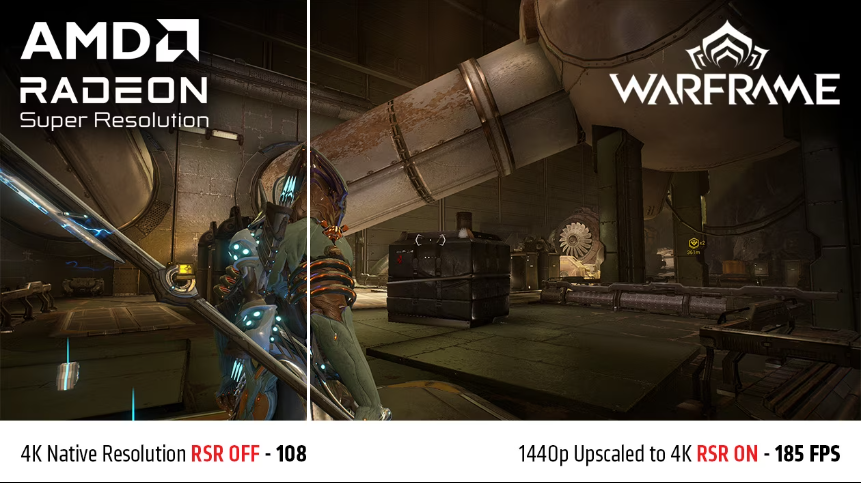 AMD
RADEON
Super Resolution
WARFRAME
x2
4K Native Resolution RSR OFF - 108
1440p Upscaled to 4K RSR ON - 185 FPS